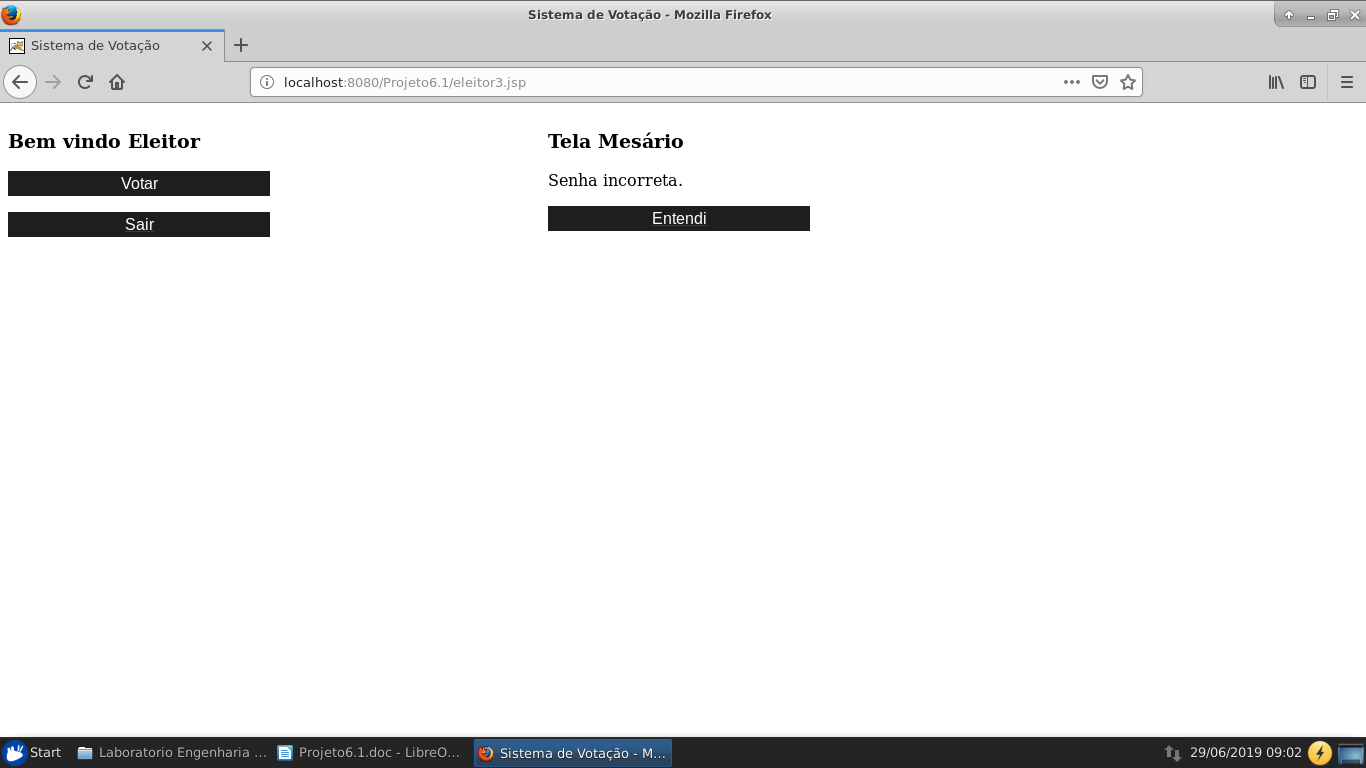 Sistema de Votação - Mozilla Firefox
Sistema de Votação
localhost:8080/Projeto6.1/eleitor3.jsp
Bem vindo Eleitor
Votar
Sair
Tela Mesário
Senha incorreta.
Entendi
Start
Laboratorio Engenharia ...
Projeto6.1.doc - LibreO...
Sistema de Votação - M...
29/06/2019 09:02